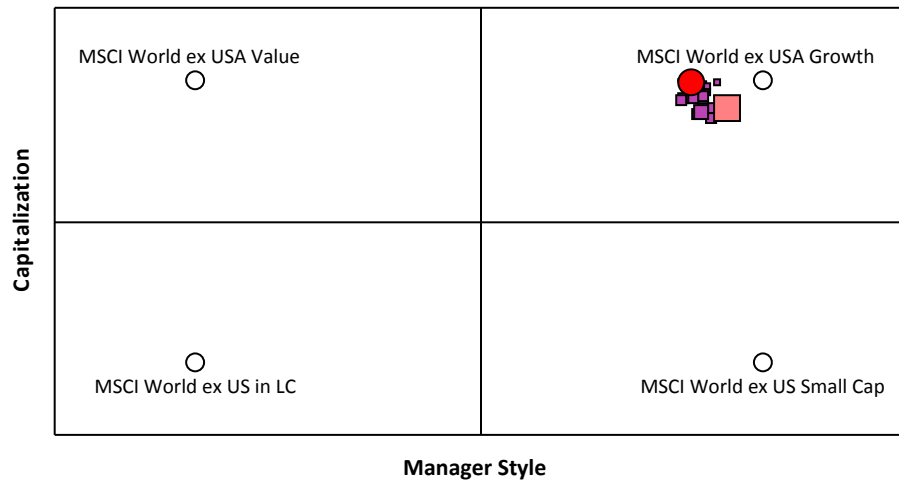 MSCI World ex USA Value
MSCI World ex USA Growth
Capitalization
MSCI World ex US in LC
MSCI World ex US Small Cap
Manager Style